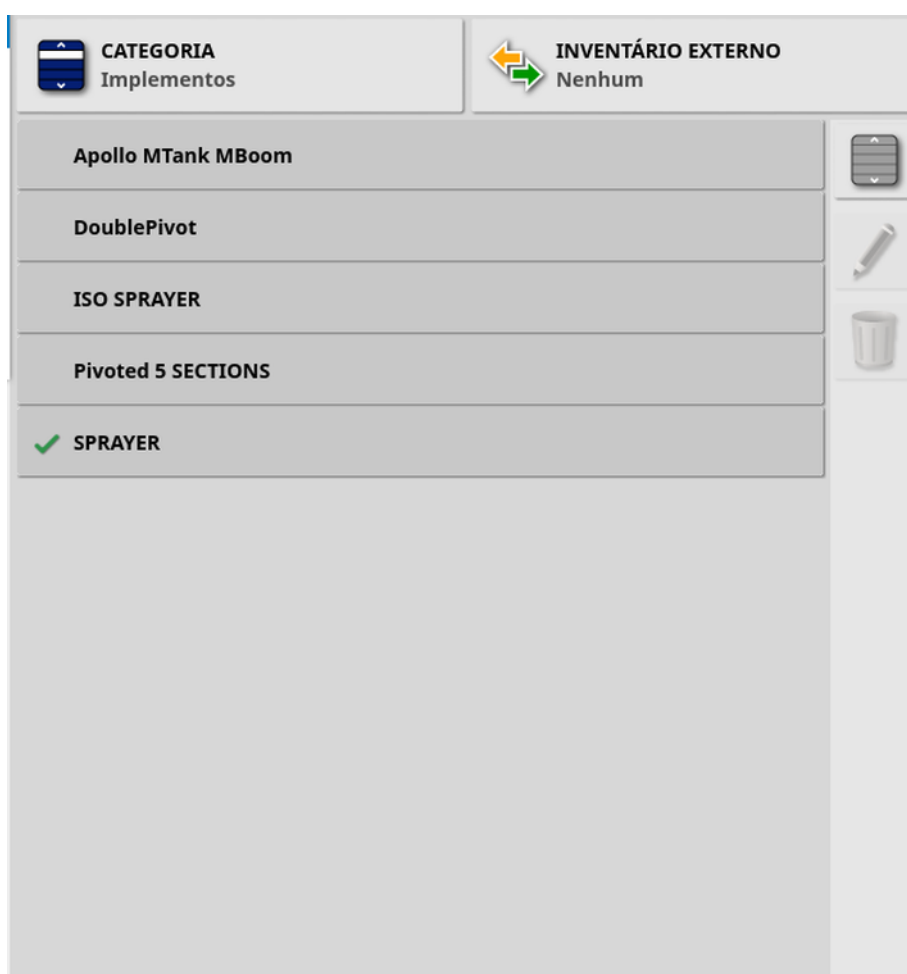 CATEGORIA
Implementos
INVENTÁRIO EXTERNO
Nenhum
Apollo MTank MBoom
DoublePivot
ISO SPRAYER
Pivoted 5 SECTIONS
SPRAYER